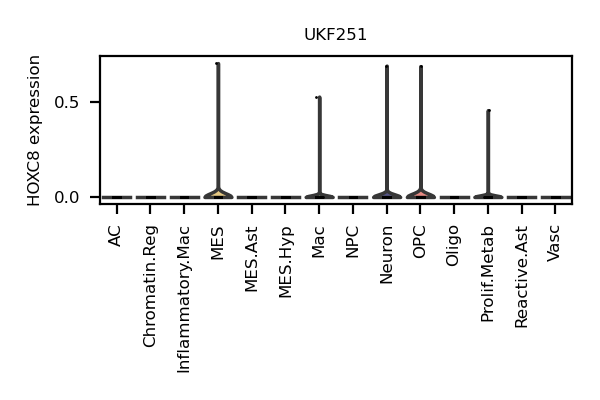 UKF251
HOXC8 expression
0.5
0.0
AC
Chromatin.Reg
Inflammatory.Mac
MES
MES.Ast
MES.Hyp
Mac
NPC
Neuron
OPC
Oligo
Prolif.Metab
Reactive.Ast
Vasc